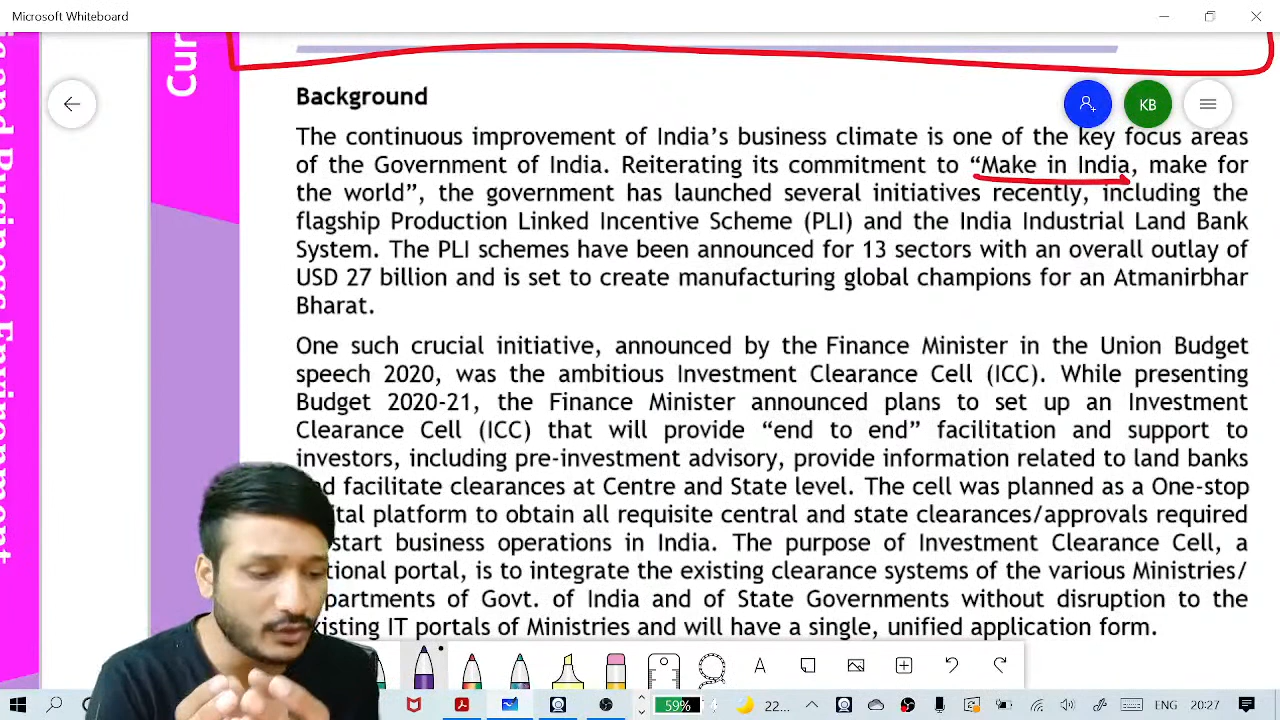 Microsoft Whiteboard
Background
KB
The continuous improvement of India's business climate is one of the key focus areas
of the Government of India. Reiterating its commitment to “Make in India, make for
the world”, the government has launched several initiatives recently, including the
flagship Production Linked Incentive Scheme (PLI) and the India Industrial Land Bank
System. The PLI schemes have been announced for 13 sectors with an overall outlay of
USD 27 billion and is set to create manufacturing global champions for an Atmanirbhar
Bharat.
One such crucial initiative, announced by the Finance Minister in the Union Budget
speech 2020, was the ambitious Investment Clearance Cell (ICC). While presenting
Budget 2020-21, the Finance Minister announced plans to set up an Investment
Clearance Cell (ICC) that will provide “end to end” facilitation and support to
investors, including pre-investment advisory, provide information related to land banks
facilitate clearances at Centre and State level. The cell was planned as a One-stop
platform to obtain all requisite central and state clearances/approvals required
start business operations in India. The purpose of Investment Clearance Cell, a
portal, is to integrate the existing clearance systems of the various Ministries/
of Govt. of India and of State Governments without disruption to the
IT portals of Ministries and will have a single, unified application form.
A
59%
22...
ENG